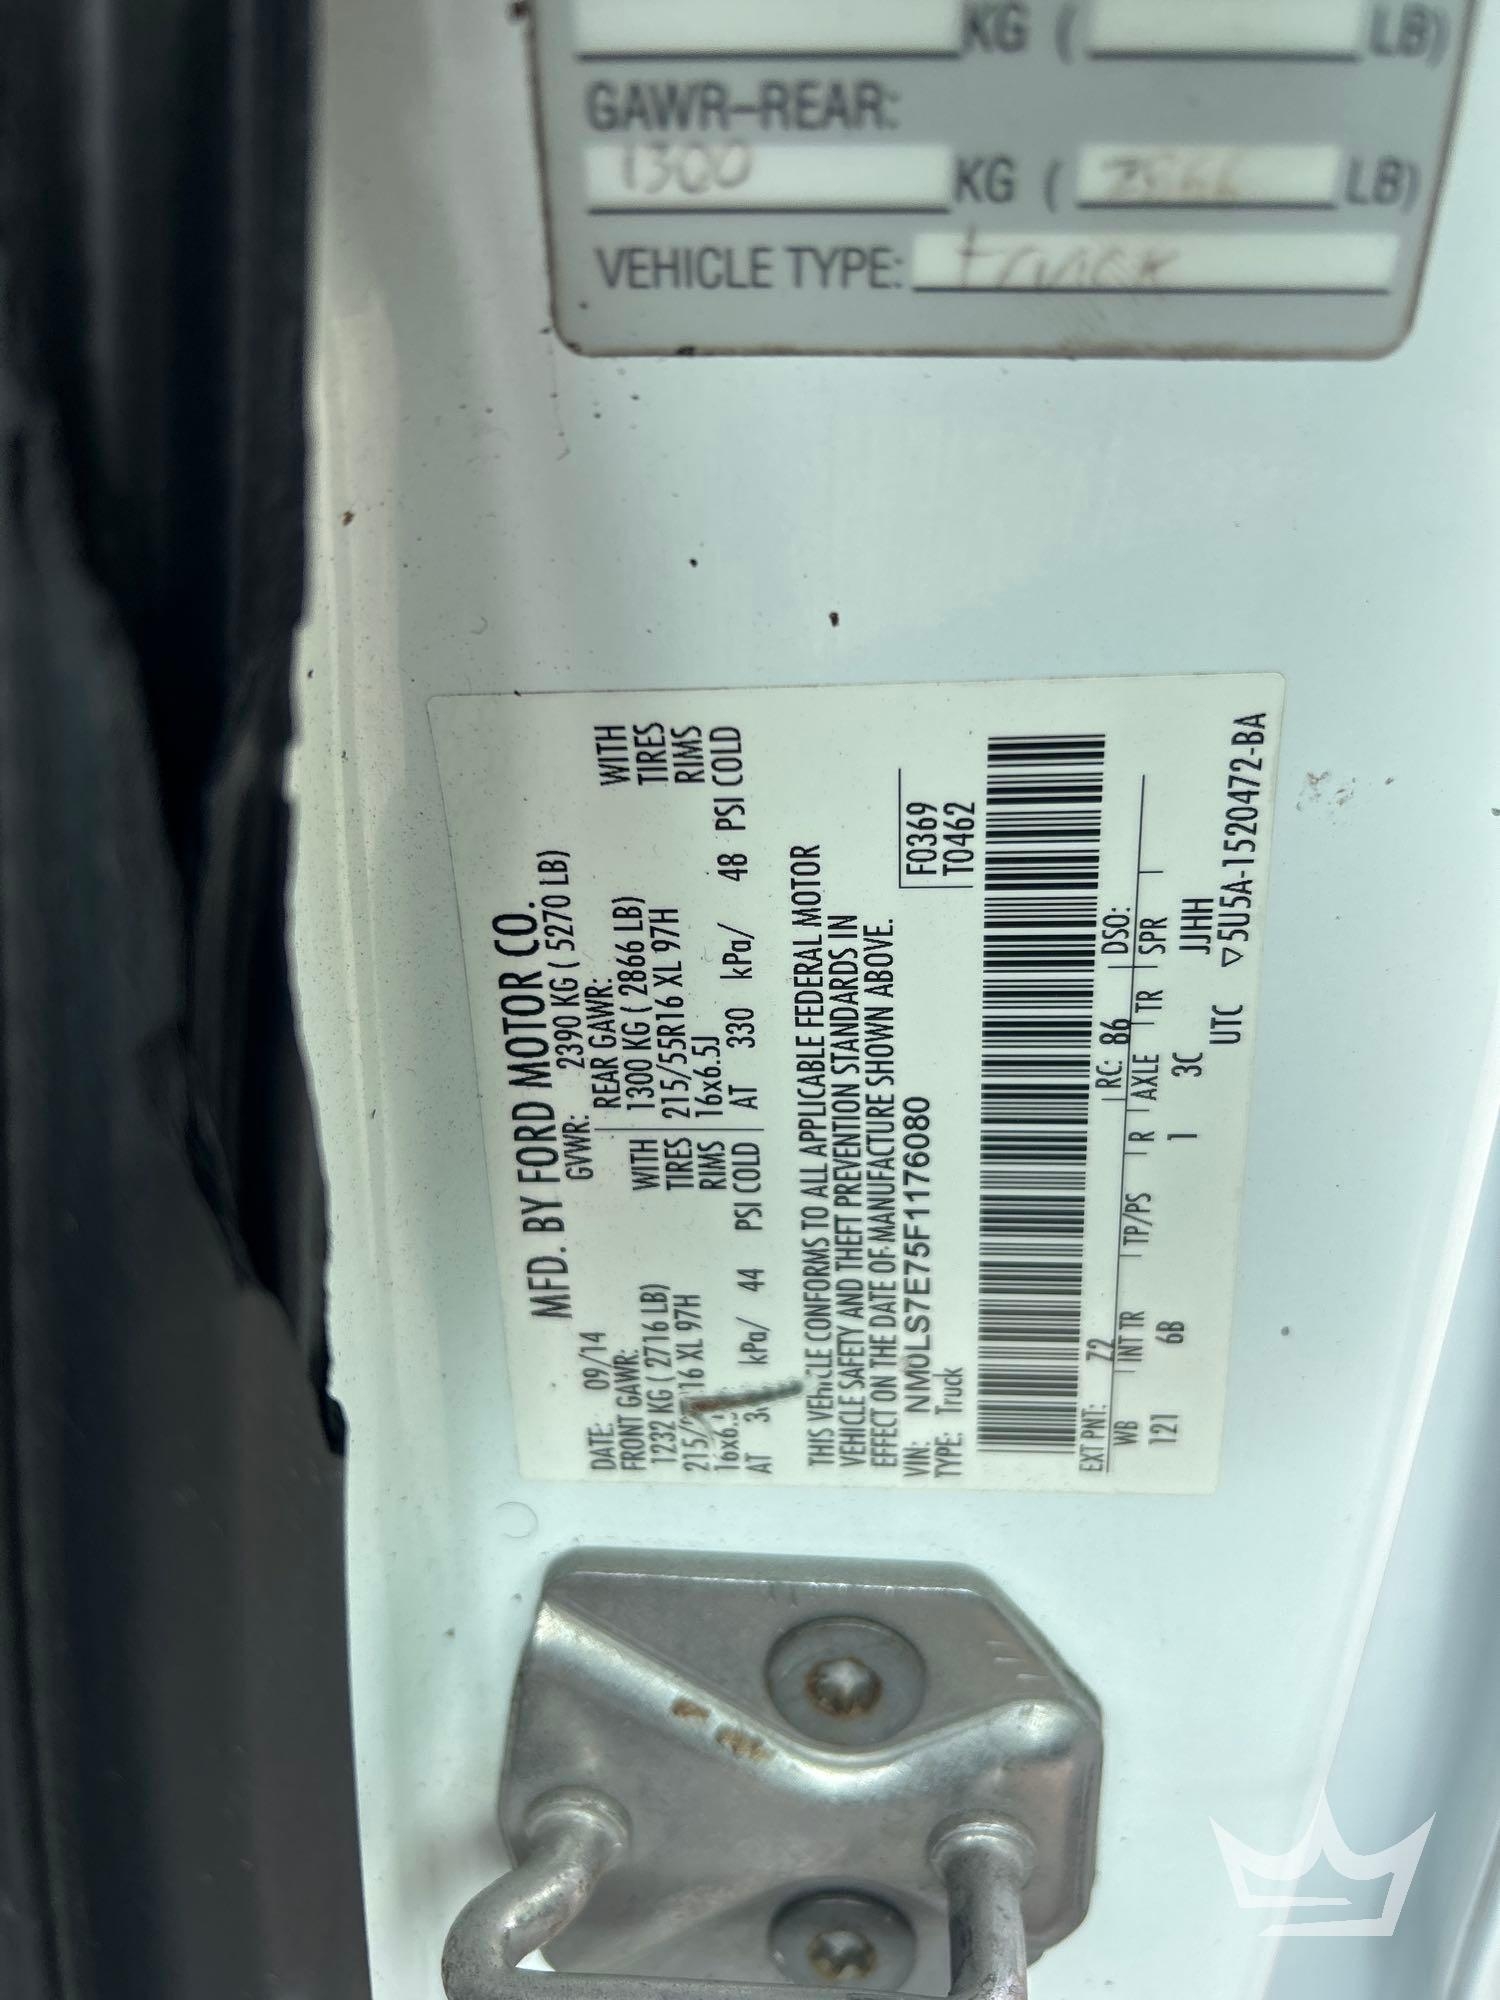 KG ( LB)
GAWR-REAR:
1300 KG ( LB)
VEHICLE TYPE: truck
MFD. BY FORD MOTOR CO.
DATE: 09/14 GVWR: 2390 KG ( 5270 LB)
FRONT GAWR: REAR GAWR:
1232 KG ( 2716 LB) WITH 1300 KG ( 2866 LB) WITH
16 XL 97H TIRES 215/55R16 XL 97H TIRES
RIMS 16x6.5J RIMS
AT kPa/ 44 PSI COLD AT 330 kPa/ 48 PSI COLD
THIS VEHICLE CONFORMS TO ALL APPLICABLE FEDERAL MOTOR
VEHICLE SAFETY AND THEFT PREVENTION STANDARDS IN
EFFECT ON THE DATE OF MANUFACTURE SHOWN ABOVE.
VIN: NM0LS7E75F1176080 F0369
TYPE: Truck T0462
EXT PNT: Z2 RC: 86 DSO:
WB INT TR TP/PS R AXLE TR SPR
121 6B 1 3C JJHH
UTC ▽5U5A-1520472-BA